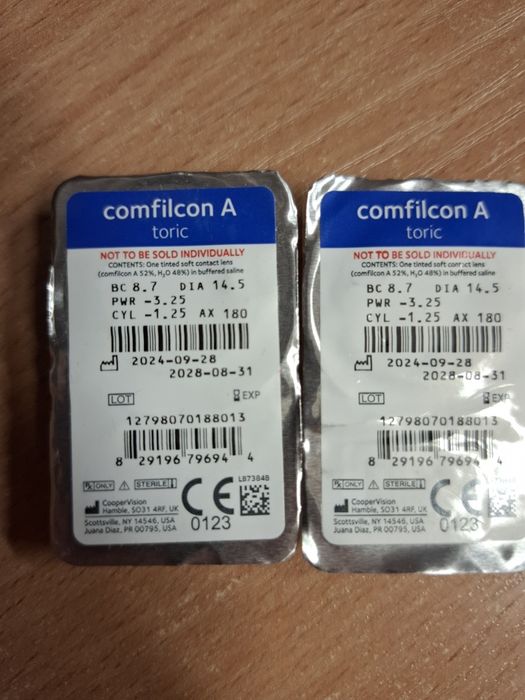 comfilcon A
toric
NOT TO BE SOLD INDIVIDUALLY
CONTENTS: One tinted soft contact lens
(comfilcon A 52%, H₂O 48%) in buffered saline
BC 8.7 DIA 14.5
PWR -3.25
CYL -1.25 AX 180
2024-09-28
2028-08-31
LOT EXP
12798070188013
8 29196 79694 4
Rx ONLY STERILE LB7384B
CooperVision
Hamble, SO31 4RF, UK
Scottsville, NY 14546, USA
Juana Diaz, PR 00795, USA
CE
0123
comfilcon A
toric
NOT TO BE SOLD INDIVIDUALLY
CONTENTS: One tinted soft contact lens
(comfilcon A 52%, H₂O 48%) in buffered saline
BC 8.7 DIA 14.5
PWR -3.25
CYL -1.25 AX 180
2024-09-28
2028-08-31
LOT EXP
12798070188013
8 29196 79694
Rx ONLY STERILE
CooperVision
Hamble, SO31 4RF, UK
Scottsville, NY 14546, USA
Juana Diaz, PR 00795, USA
CE
0123